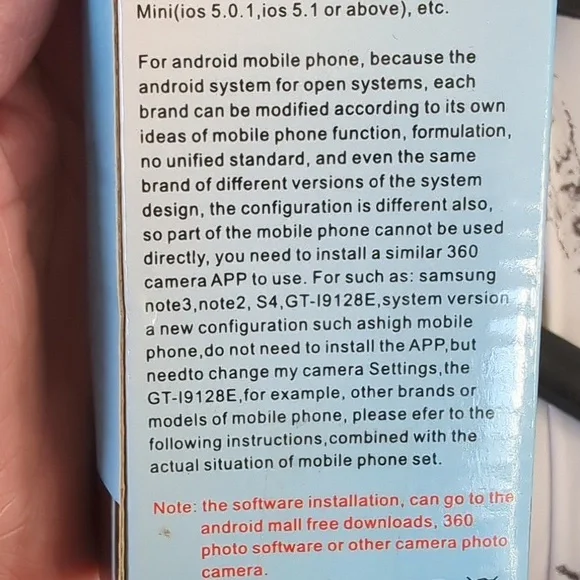 Mini(ios 5.0.1,ios 5.1 or above), etc.
For android mobile phone, because the
android system for open systems, each
brand can be modified according to its own
ideas of mobile phone function, formulation,
no unified standard, and even the same
brand of different versions of the system
design, the configuration is different also,
so part of the mobile phone cannot be used
directly, you need to install a similar 360
camera APP to use. For such as: samsung
note3,note2, S4,GT-I9128E,system version
a new configuration such ashigh mobile
phone,do not need to install the APP,but
needto change my camera Settings,the
GT-I9128E,for example, other brands or
models of mobile phone, please efer to the
following instructions,combined with the
actual situation of mobile phone set.
Note: the software installation, can go to the
android mall free downloads, 360
photo software or other camera photo
camera.